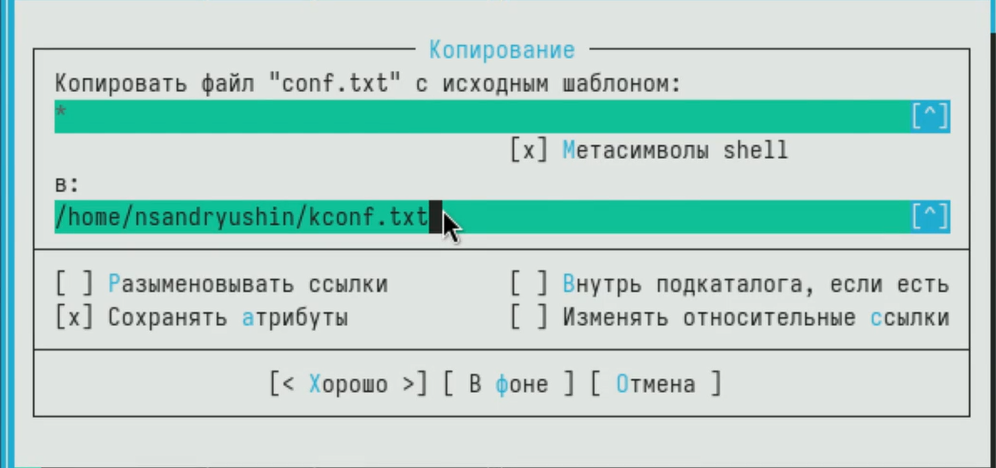 Копирование
Копировать файл "conf.txt" с исходным шаблоном:
* [^]
[x] Метасимволы shell
в:
/home/nsandryushin/kconf.txt [^]
[ ] Разыменовывать ссылки [ ] Внутрь подкаталога, если есть
[x] Сохранять атрибуты [ ] Изменять относительные ссылки
[< Хорошо >] [ В фоне ] [ Отмена ]